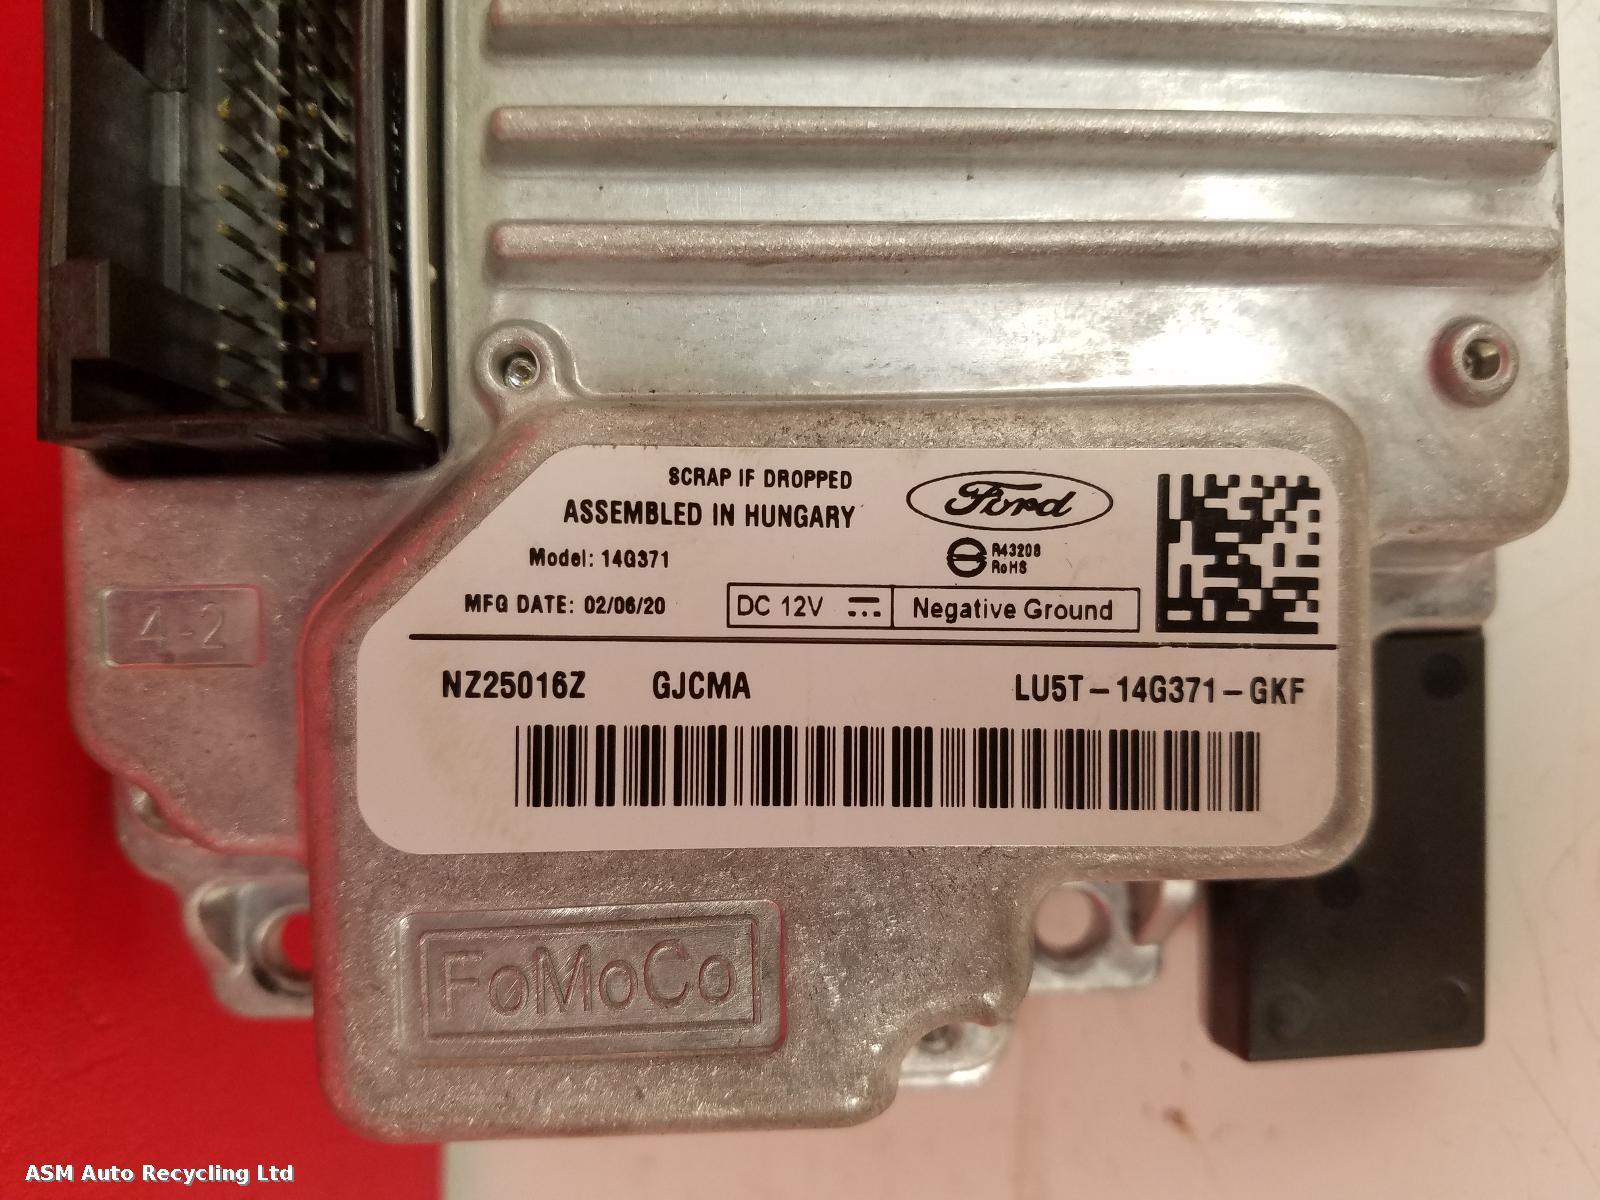 SCRAP IF DROPPED
ASSEMBLED IN HUNGARY
Ford
Model: 14G371
R43208
RoHS
MFG DATE: 02/06/20
DC 12V
Negative Ground
4-2
NZ25016Z GJCMA LU5T-14G371-GKF
FoMoCo
ASM Auto Recycling Ltd